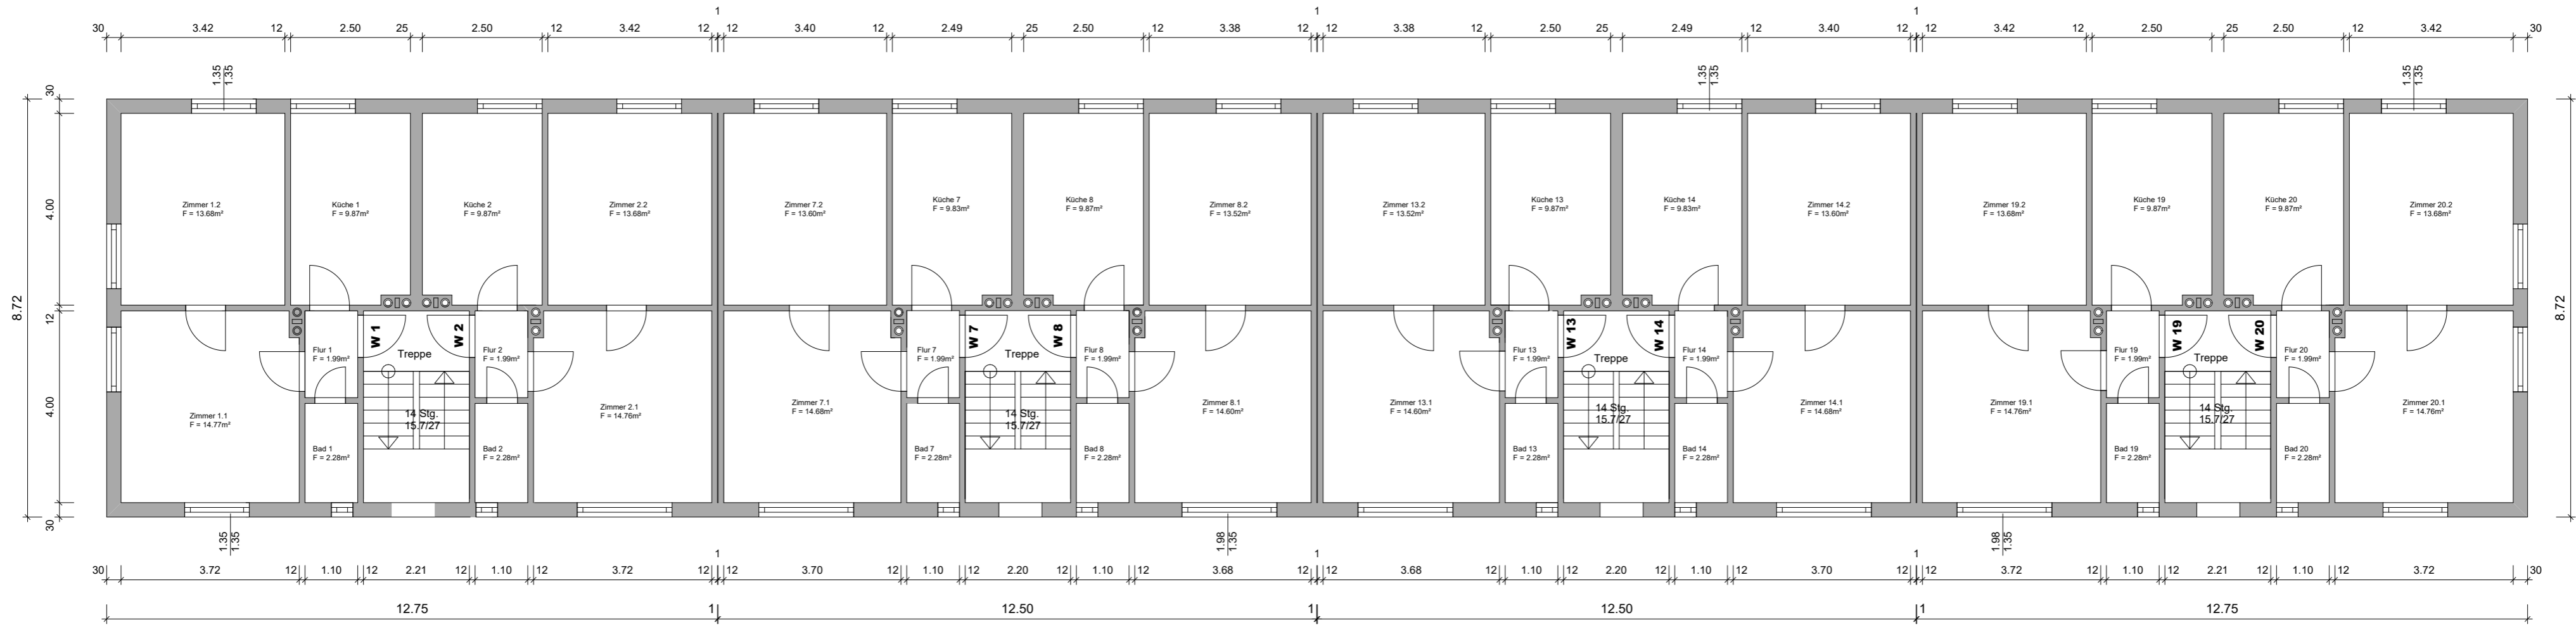 1 1 1
30 3.42 12 2.50 25 2.50 12 3.42 12 12 3.40 12 2.49 25 2.50 12 3.38 12 12 3.38 12 2.50 25 2.49 12 3.40 12 12 3.42 12 2.50 25 2.50 12 3.42 30
1.35 1.35 1.35
1.35 1.35 1.35
30
4.00
12
4.00
30
8.72
8.72
Zimmer 1.2
F = 13.68m²
Küche 1
F = 9.87m²
Küche 2
F = 9.87m²
Zimmer 2.2
F = 13.68m²
Zimmer 7.2
F = 13.60m²
Küche 7
F = 9.83m²
Küche 8
F = 9.87m²
Zimmer 8.2
F = 13.52m²
Zimmer 13.2
F = 13.52m²
Küche 13
F = 9.87m²
Küche 14
F = 9.83m²
Zimmer 14.2
F = 13.60m²
Zimmer 19.2
F = 13.68m²
Küche 19
F = 9.87m²
Küche 20
F = 9.87m²
Zimmer 20.2
F = 13.68m²
Zimmer 1.1
F = 14.77m²
Flur 1
F = 1.99m²
Bad 1
F = 2.28m²
W 1
Treppe
14 Stg.
15.7/27
W 2
Flur 2
F = 1.99m²
Bad 2
F = 2.28m²
Zimmer 2.1
F = 14.76m²
Zimmer 7.1
F = 14.68m²
Flur 7
F = 1.99m²
Bad 7
F = 2.28m²
W 7
Treppe
14 Stg.
15.7/27
W 8
Flur 8
F = 1.99m²
Bad 8
F = 2.28m²
Zimmer 8.1
F = 14.60m²
Zimmer 13.1
F = 14.60m²
Flur 13
F = 1.99m²
Bad 13
F = 2.28m²
W 13
Treppe
14 Stg.
15.7/27
W 14
Flur 14
F = 1.99m²
Bad 14
F = 2.28m²
Zimmer 14.1
F = 14.68m²
Zimmer 19.1
F = 14.76m²
Flur 19
F = 1.99m²
Bad 19
F = 2.28m²
W 19
Treppe
14 Stg.
15.7/27
W 20
Flur 20
F = 1.99m²
Bad 20
F = 2.28m²
Zimmer 20.1
F = 14.76m²
1.35 1.98 1.98
1.35 1.35 1.35
1 1 1
30 3.72 12 1.10 12 2.21 12 1.10 12 3.72 12 12 3.70 12 1.10 12 2.20 12 1.10 12 3.68 12 12 3.68 12 1.10 12 2.20 12 1.10 12 3.70 12 12 3.72 12 1.10 12 2.21 12 1.10 12 3.72 30
12.75 1 12.50 1 12.50 1 12.75